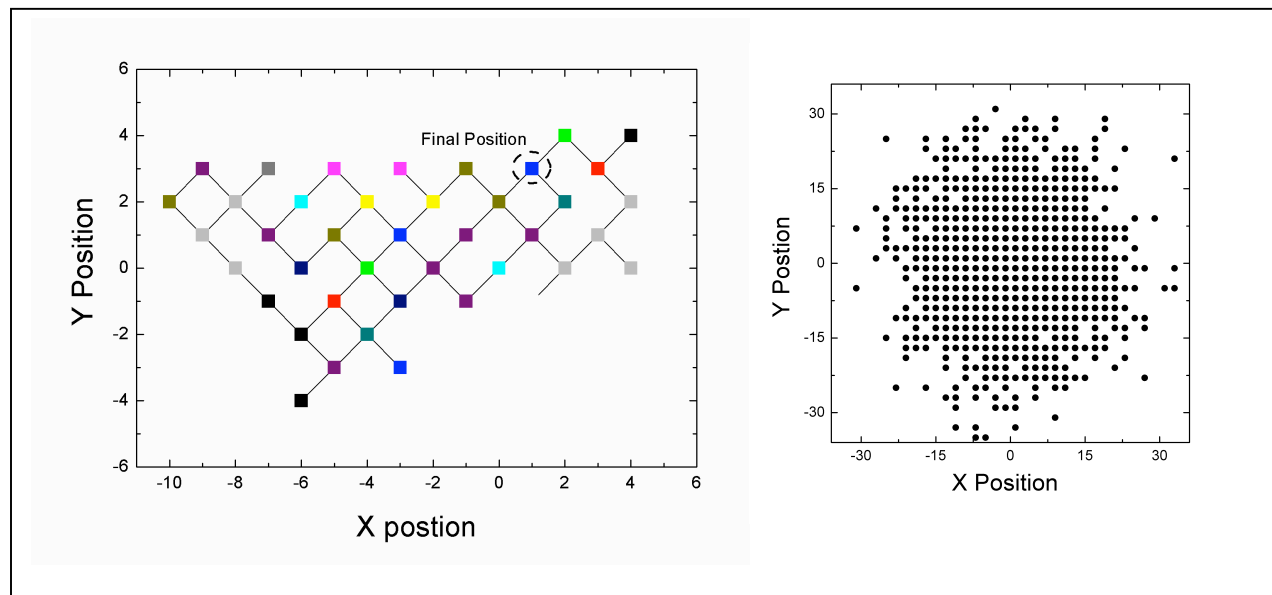 6
4
2
0
-2
-4
-6
-10 -8 -6 -4 -2 0 2 4 6
Y Position
X postion
Final Position
30
15
0
-15
-30
-30 -15 0 15 30
Y Postion
X Position